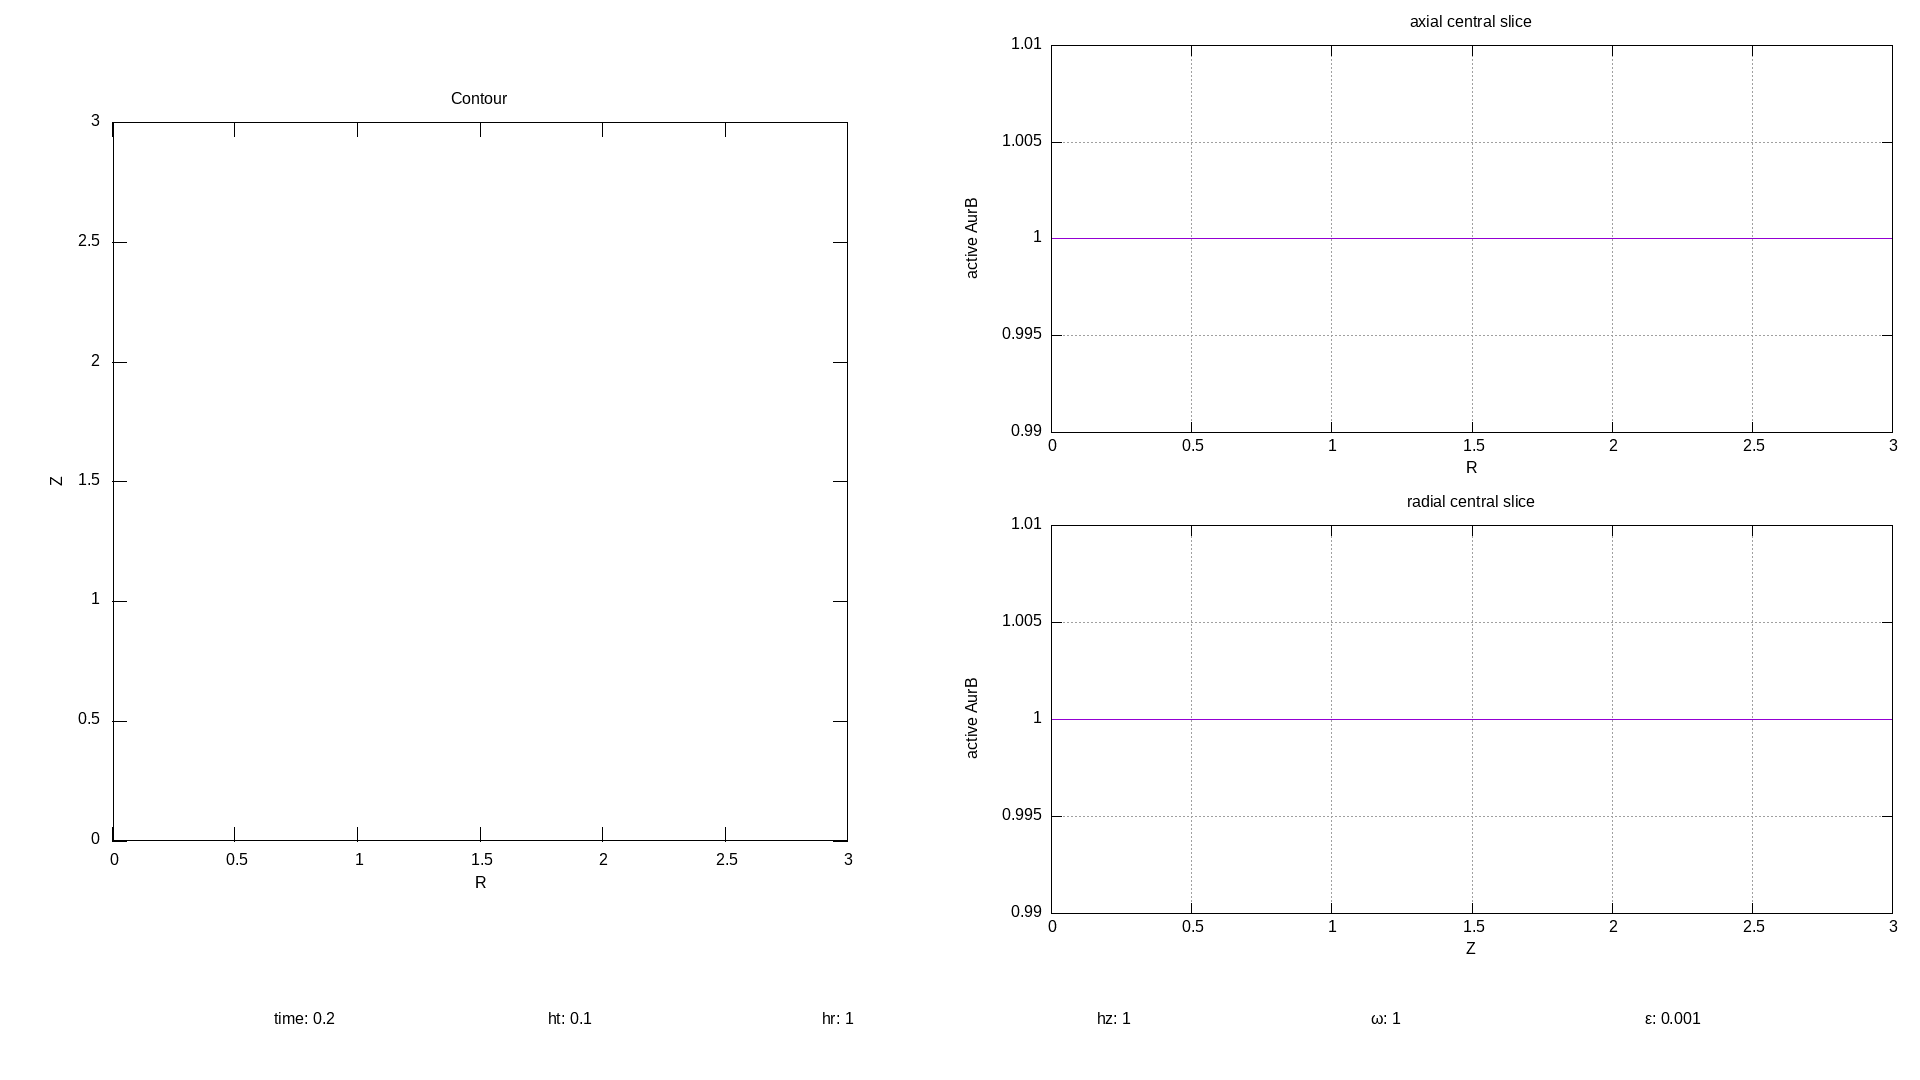 Contour
3
2.5
2
1.5
1
0.5
0
Z
0 0.5 1 1.5 2 2.5 3
R
axial central slice
1.01
1.005
1
0.995
0.99
active AurB
0 0.5 1 1.5 2 2.5 3
R
radial central slice
1.01
1.005
1
0.995
0.99
active AurB
0 0.5 1 1.5 2 2.5 3
Z
time: 0.2 ht: 0.1 hr: 1 hz: 1 ω: 1 ε: 0.001